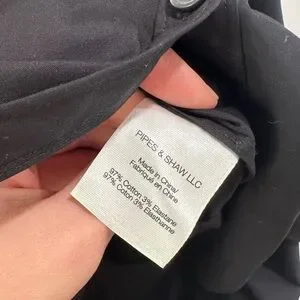 PIPES & SHAW LLC
Made in China/
Fabriqué en Chine
97% Cotton 3% Elastane
97% Coton 3% Elasthanne